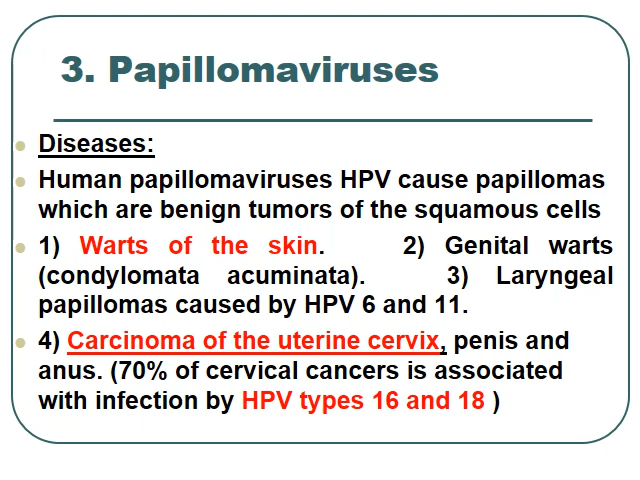 3. Papillomaviruses
Diseases:
Human papillomaviruses HPV cause papillomas
which are benign tumors of the squamous cells
1) Warts of the skin. 2) Genital warts
(condylomata acuminata). 3) Laryngeal
papillomas caused by HPV 6 and 11.
4) Carcinoma of the uterine cervix, penis and
anus. (70% of cervical cancers is associated
with infection by HPV types 16 and 18 )